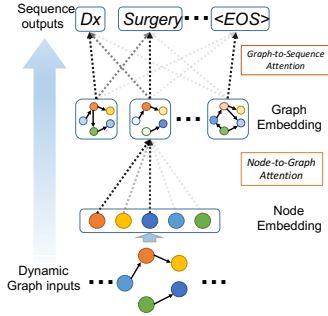 Sequence
outputs
Dx
Surgery
•••
<EOS>
Graph-to-Sequence
Attention
•••
Graph
Embedding
Node-to-Graph
Attention
Node
Embedding
Dynamic
Graph inputs
•••
•••